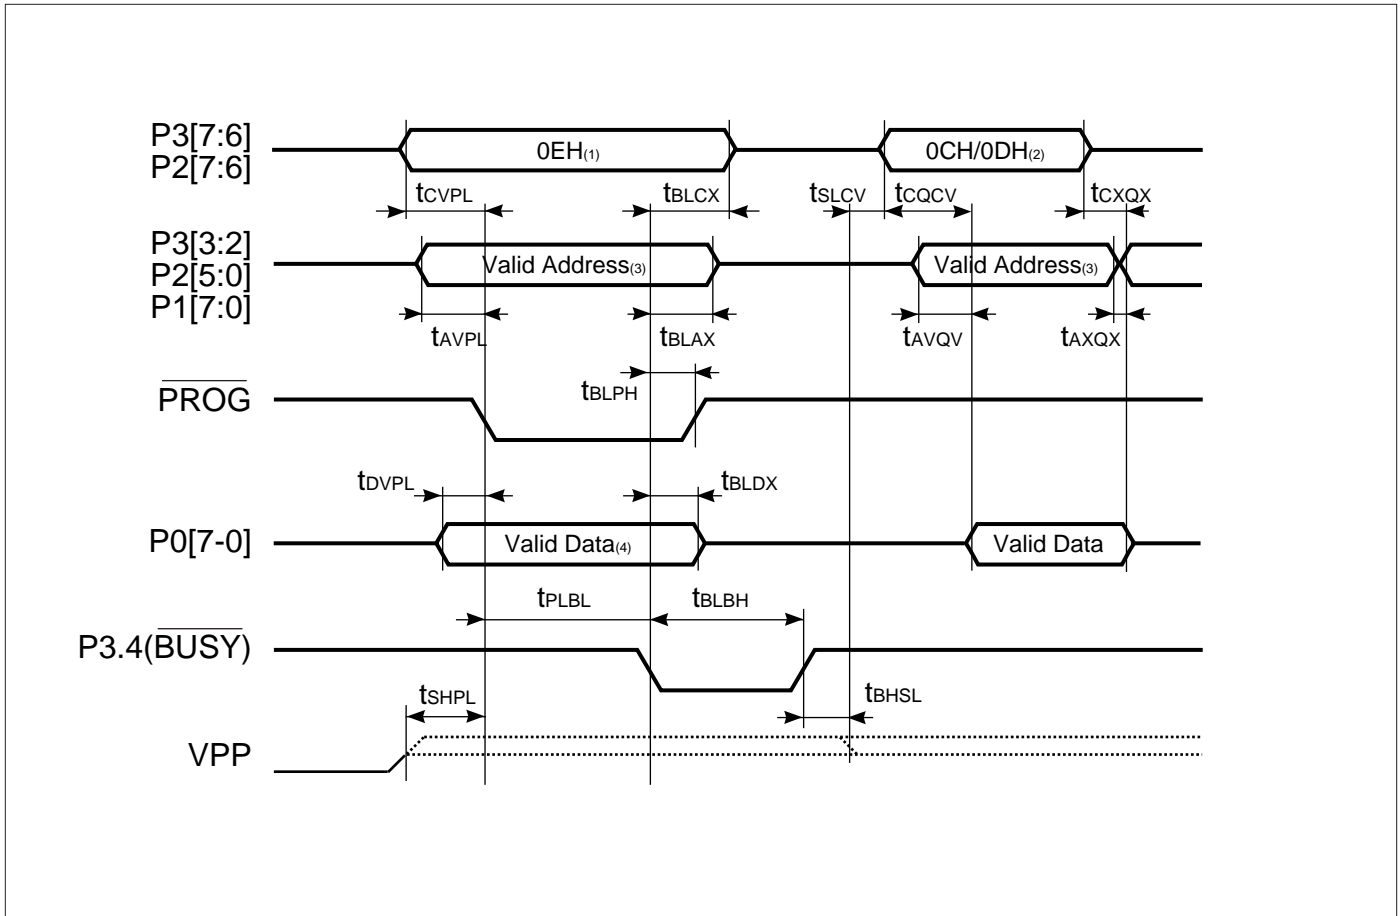 P3[7:6]
P2[7:6]
0EH(1)
0CH/0DH(2)
tCVPL
tBLCX
tSLCV
tCQCV
tCXQX
P3[3:2]
P2[5:0]
P1[7:0]
Valid Address(3)
Valid Address(3)
tAVPL
tBLAX
tAVQV
tAXQX
tBLPH
PROG
tDVPL
tBLDX
P0[7-0]
Valid Data(4)
Valid Data
tPLBL
tBLBH
P3.4(BUSY)
tSHPL
tBHSL
VPP